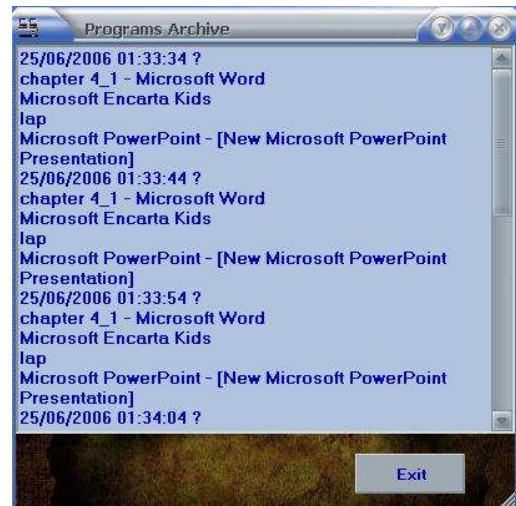 Programs Archive
25/06/2006 01:33:34 ?
chapter 4_1 - Microsoft Word
Microsoft Encarta Kids
lap
Microsoft PowerPoint - [New Microsoft PowerPoint
Presentation]
25/06/2006 01:33:44 ?
chapter 4_1 - Microsoft Word
Microsoft Encarta Kids
lap
Microsoft PowerPoint - [New Microsoft PowerPoint
Presentation]
25/06/2006 01:33:54 ?
chapter 4_1 - Microsoft Word
Microsoft Encarta Kids
lap
Microsoft PowerPoint - [New Microsoft PowerPoint
Presentation]
25/06/2006 01:34:04 ?
Exit